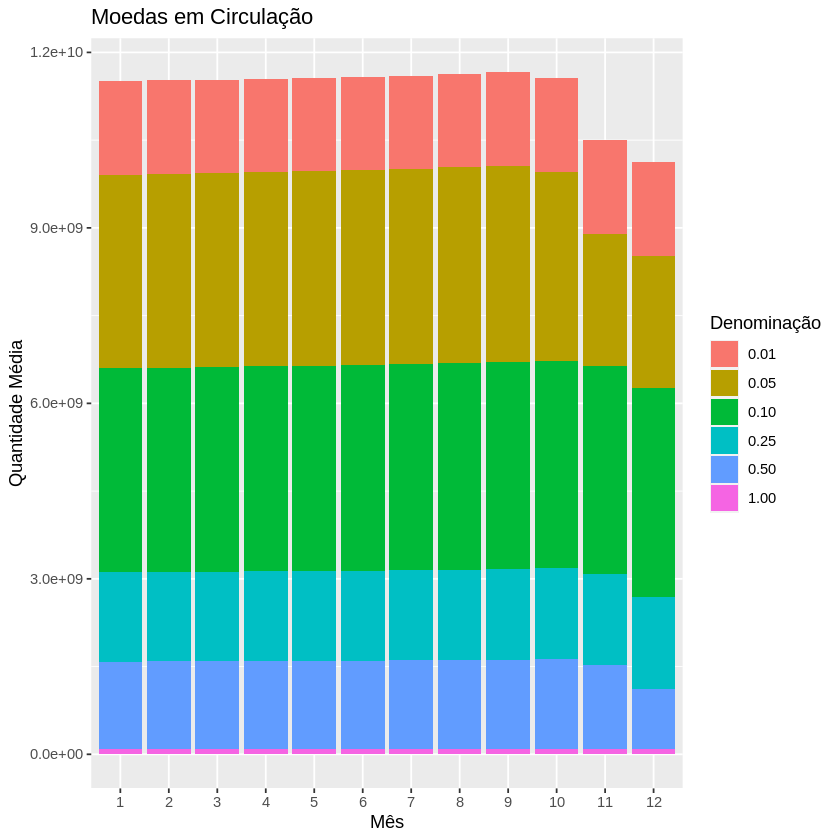 Moedas em Circulação
1.2e+10
9.0e+09
6.0e+09
3.0e+09
0.0e+00
Quantidade Média
1 2 3 4 5 6 7 8 9 10 11 12
Mês
Denominação
0.01
0.05
0.10
0.25
0.50
1.00